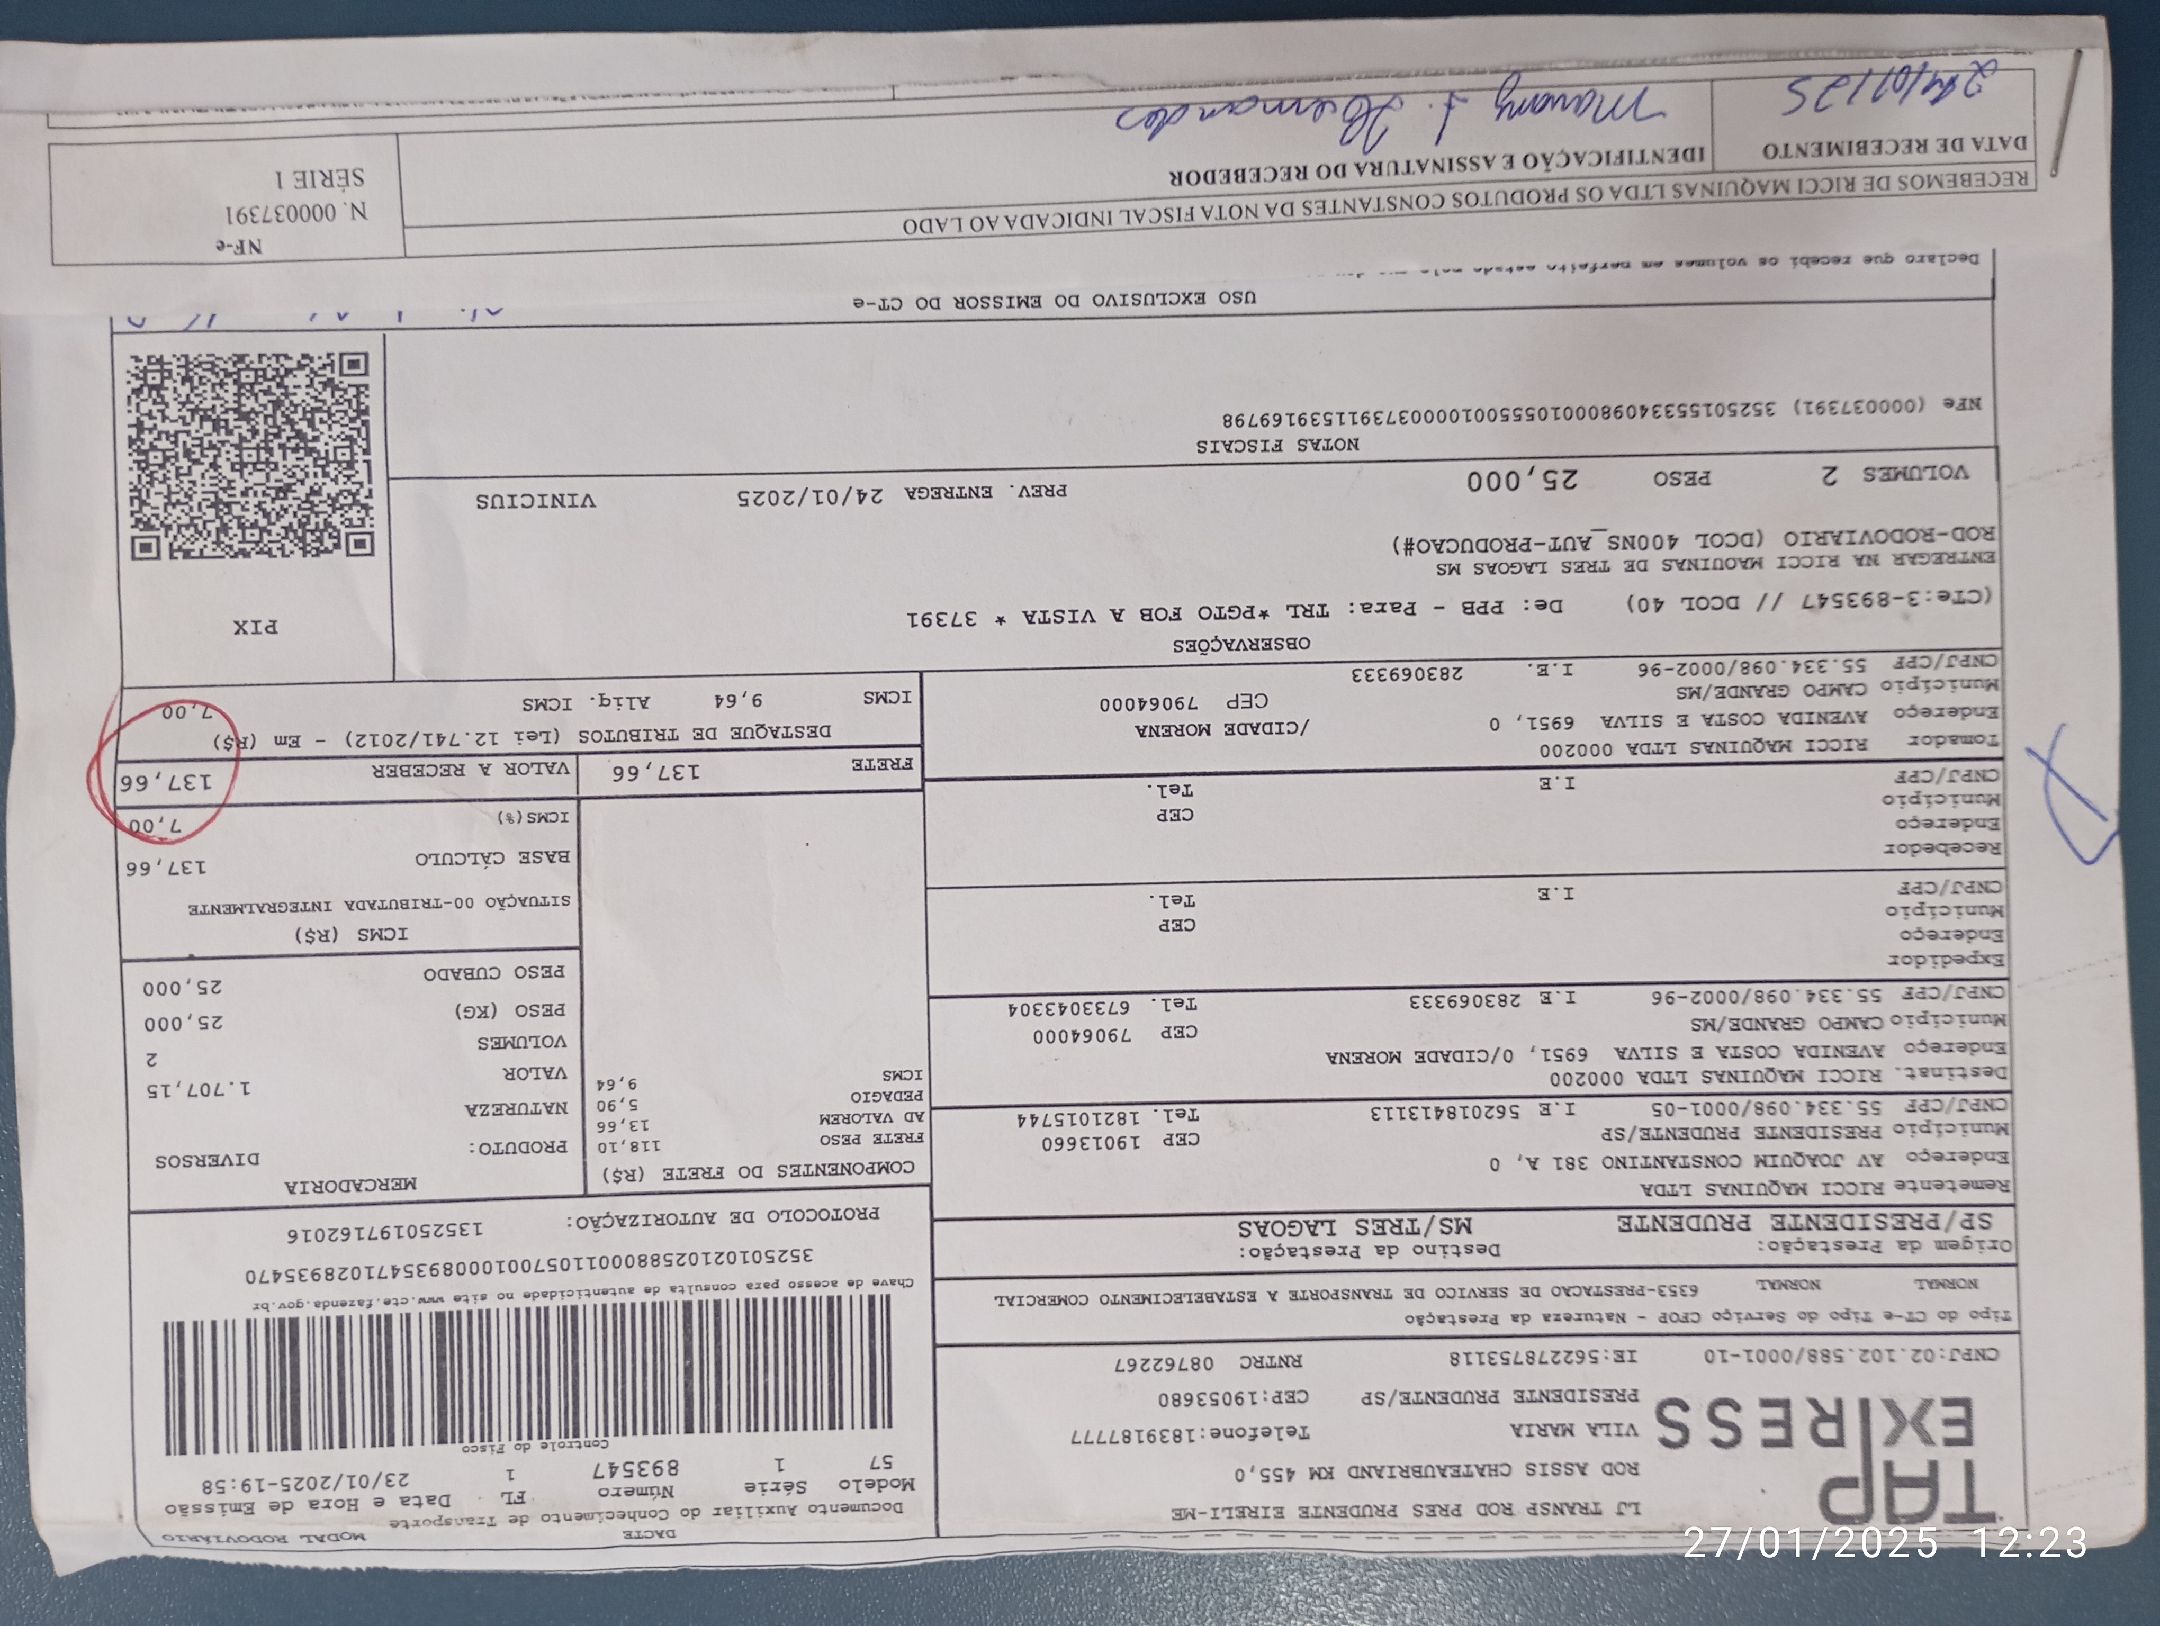 DACTE MODAL RODOVIÁRIO
Documento Auxiliar do Conhecimento de Transporte
Modelo Série Número FL Data e Hora de Emissão
57 1 893547 1 23/01/2025-19:58
Controle do Fisco
TAP
EXPRESS
LJ TRANSP ROD PRES PRUDENTE EIRELI-ME
ROD ASSIS CHATEAUBRIAND KM 455,0
VILA MARIA Telefone:1839187777
PRESIDENTE PRUDENTE/SP CEP:19053680
CNPJ:02.102.588/0001-10 IE:562278753118 RNTRC 08762267
Chave de acesso para consulta de autenticidade no site www.cte.fazenda.gov.br
35250102102588000110570010008935471028935470
PROTOCOLO DE AUTORIZAÇÃO: 135250197162016
Tipo do CT-e Tipo do Serviço CFOP - Natureza da Prestação
NORMAL NORMAL 6353-PRESTACAO DE SERVICO DE TRANSPORTE A ESTABELECIMENTO COMERCIAL
Origem da Prestação: Destino da Prestação:
SP/PRESIDENTE PRUDENTE MS/TRES LAGOAS
Remetente RICCI MAQUINAS LTDA
Endereço AV JOAQUIM CONSTANTINO 381 A, 0
Município PRESIDENTE PRUDENTE/SP CEP 19013660
CNPJ/CPF 55.334.098/0001-05 I.E 562018413113 Tel. 1821015744
Destinat. RICCI MAQUINAS LTDA 000200
Endereço AVENIDA COSTA E SILVA 6951, 0/CIDADE MORENA
Município CAMPO GRANDE/MS CEP 79064000
CNPJ/CPF 55.334.098/0002-96 I.E 283069333 Tel. 6733043304
Expedidor
Endereço
Município CEP
CNPJ/CPF I.E Tel.
Recebedor
Endereço
Município CEP
CNPJ/CPF I.E Tel.
Tomador RICCI MAQUINAS LTDA 000200
Endereço AVENIDA COSTA E SILVA 6951, 0 /CIDADE MORENA
Município CAMPO GRANDE/MS CEP 79064000
CNPJ/CPF 55.334.098/0002-96 I.E. 283069333
COMPONENTES DO FRETE (R$)
FRETE PESO 118,10
AD VALOREM 13,66
PEDAGIO 5,90
ICMS 9,64
MERCADORIA
PRODUTO: DIVERSOS
NATUREZA
VALOR 1.707,15
VOLUMES 2
PESO (KG) 25,000
PESO CUBADO 25,000
ICMS (R$)
SITUAÇÃO 00-TRIBUTADA INTEGRALMENTE
BASE CÁLCULO 137,66
ICMS(%) 7,00
FRETE 137,66 VALOR A RECEBER 137,66
DESTAQUE DE TRIBUTOS (Lei 12.741/2012) - Em (R$)
ICMS 9,64 Aliq. ICMS 7,00
OBSERVAÇÕES
(CTe:3-893547 // DCOL 40) De: PPB - Para: TRL *PGTO FOB A VISTA * 37391
ENTREGAR NA RICCI MAQUINAS DE TRES LAGOAS MS
ROD-RODOVIARIO (DCOL 400NS_AUT-PRODUCAO#)
PIX
VOLUMES 2 PESO 25,000 PREV. ENTREGA 24/01/2025 VINICIUS
NOTAS FISCAIS
NFe (000037391) 35250155334098000105550010000373911539169798
USO EXCLUSIVO DO EMISSOR DO CT-e
Declaro que recebi os volumes em perfeito estado
RECEBEMOS DE RICCI MAQUINAS LTDA OS PRODUTOS CONSTANTES DA NOTA FISCAL INDICADA AO LADO
DATA DE RECEBIMENTO IDENTIFICAÇÃO E ASSINATURA DO RECEBEDOR
24/01/25
NF-e
N. 000037391
SÉRIE 1
27/01/2025 12:23